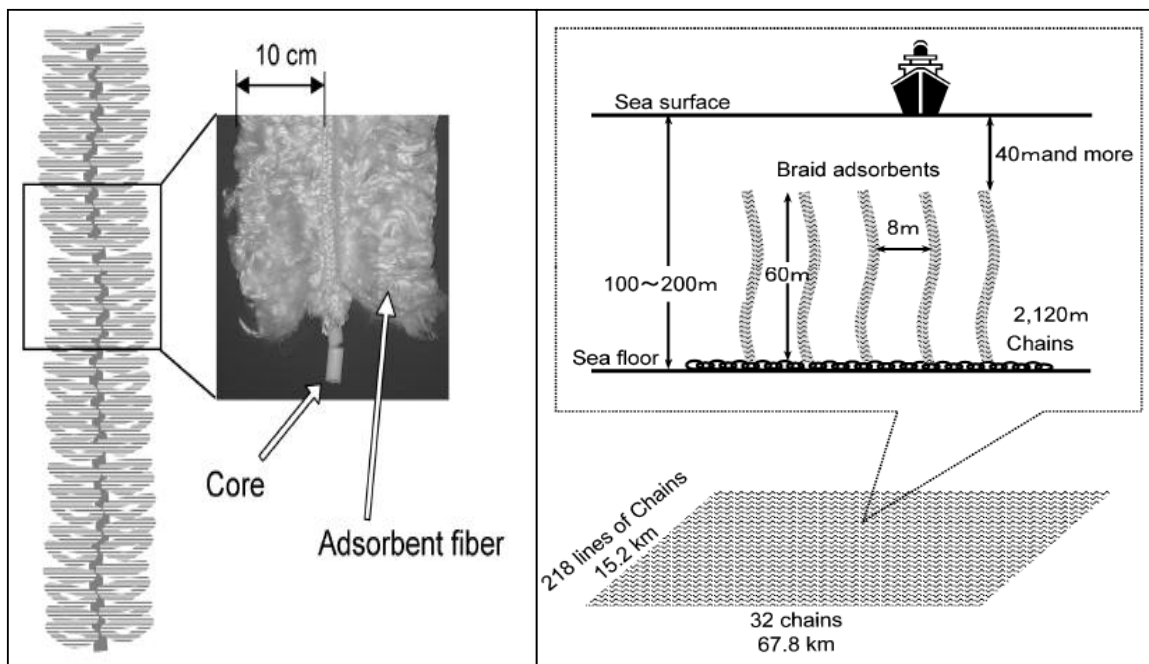 10 cm
Core
Adsorbent fiber
Sea surface
40mand more
Braid adsorbents
8m
60m
100～200m
2,120m
Chains
Sea floor
218 lines of Chains
15.2 km
32 chains
67.8 km